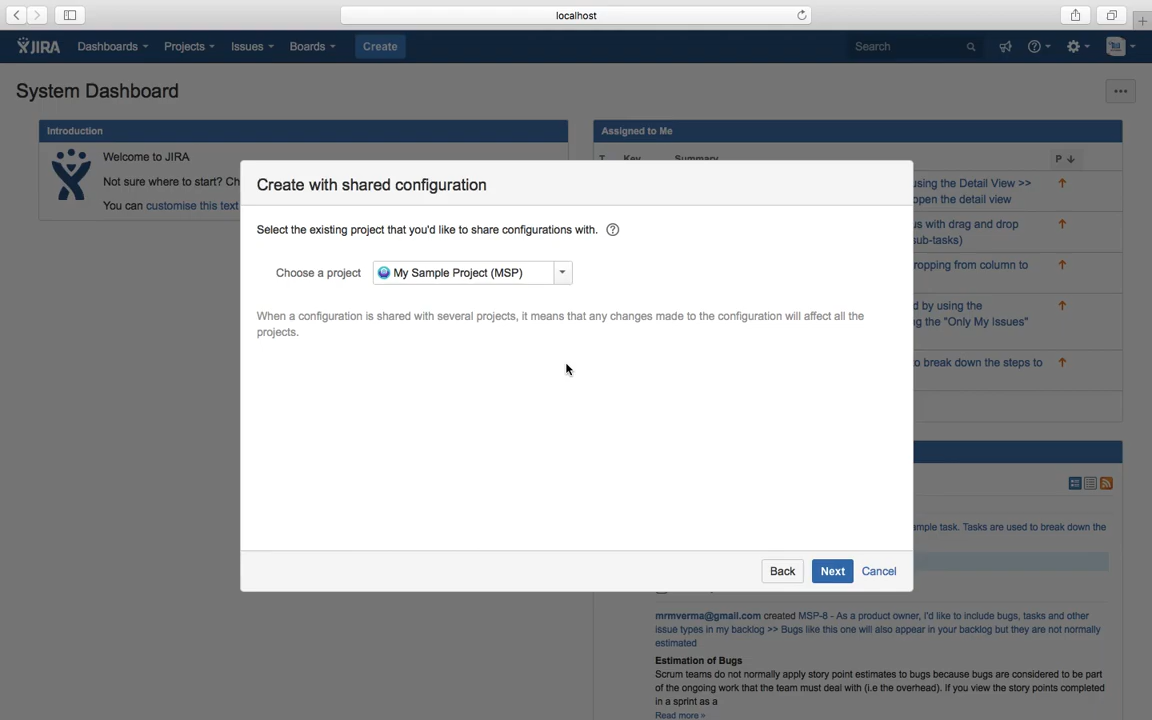 localhost
JIRA Dashboards Projects Issues Boards Create Search
System Dashboard
Introduction
Welcome to JIRA
Not sure where to start? Ch
You can customise this text
Assigned to Me
T Key Summary P
using the Detail View >>
open the detail view
us with drag and drop
sub-tasks)
ropping from column to
d by using the
g the "Only My Issues"
o break down the steps to
Create with shared configuration
Select the existing project that you'd like to share configurations with.
Choose a project My Sample Project (MSP)
When a configuration is shared with several projects, it means that any changes made to the configuration will affect all the
projects.
Back Next Cancel
ample task. Tasks are used to break down the
mrmverma@gmail.com created MSP-8 - As a product owner, I'd like to include bugs, tasks and other
issue types in my backlog >> Bugs like this one will also appear in your backlog but they are not normally
estimated
Estimation of Bugs
Scrum teams do not normally apply story point estimates to bugs because bugs are considered to be part
of the ongoing work that the team must deal with (i.e the overhead). If you view the story points completed
in a sprint as a
Read more »